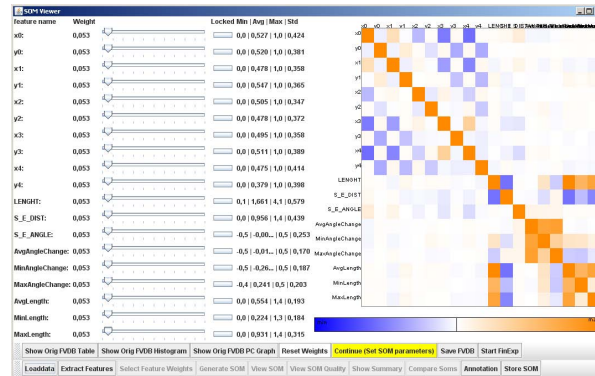 SOM Viewer
feature name Weight Locked Min | Avg | Max | Std
x0: 0,053 0,0 | 0,527 | 1,0 | 0,424
y0: 0,053 0,0 | 0,520 | 1,0 | 0,381
x1: 0,053 0,0 | 0,478 | 1,0 | 0,358
y1: 0,053 0,0 | 0,547 | 1,0 | 0,365
x2: 0,053 0,0 | 0,505 | 1,0 | 0,347
y2: 0,053 0,0 | 0,478 | 1,0 | 0,372
x3: 0,053 0,0 | 0,495 | 1,0 | 0,358
y3: 0,053 0,0 | 0,511 | 1,0 | 0,389
x4: 0,053 0,0 | 0,475 | 1,0 | 0,414
y4: 0,053 0,0 | 0,379 | 1,0 | 0,398
LENGHT: 0,053 0,1 | 1,661 | 4,1 | 0,579
S_E_DIST: 0,053 0,0 | 0,956 | 1,4 | 0,439
S_E_ANGLE: 0,053 -0,5 | -0,00... | 0,5 | 0,253
AvgAngleChange: 0,053 -0,5 | -0,01... | 0,5 | 0,170
MinAngleChange: 0,053 -0,5 | -0,26... | 0,5 | 0,187
MaxAngleChange: 0,053 -0,4 | 0,241 | 0,5 | 0,203
AvgLength: 0,053 0,0 | 0,554 | 1,4 | 0,193
MinLength: 0,053 0,0 | 0,224 | 1,3 | 0,184
MaxLength: 0,053 0,0 | 0,931 | 1,4 | 0,315
x0 y0 x1 y1 x2 y2 x3 y3 x4 y4
x0
y0
x1
y1
x2
y2
x3
y3
x4
y4
LENGHT
S_E_DIST
S_E_ANGLE
AvgAngleChange
MinAngleChange
MaxAngleChange
AvgLength
MinLength
MaxLength
Show Orig FVDB Table Show Orig FVDB Histogram Show Orig FVDB PC Graph Reset Weights Continue (Set SOM parameters) Save FVDB Start FinExp
Loaddata Extract Features Select Feature Weights Generate SOM View SOM View SOM Quality Show Summary Compare Soms Annotation Store SOM